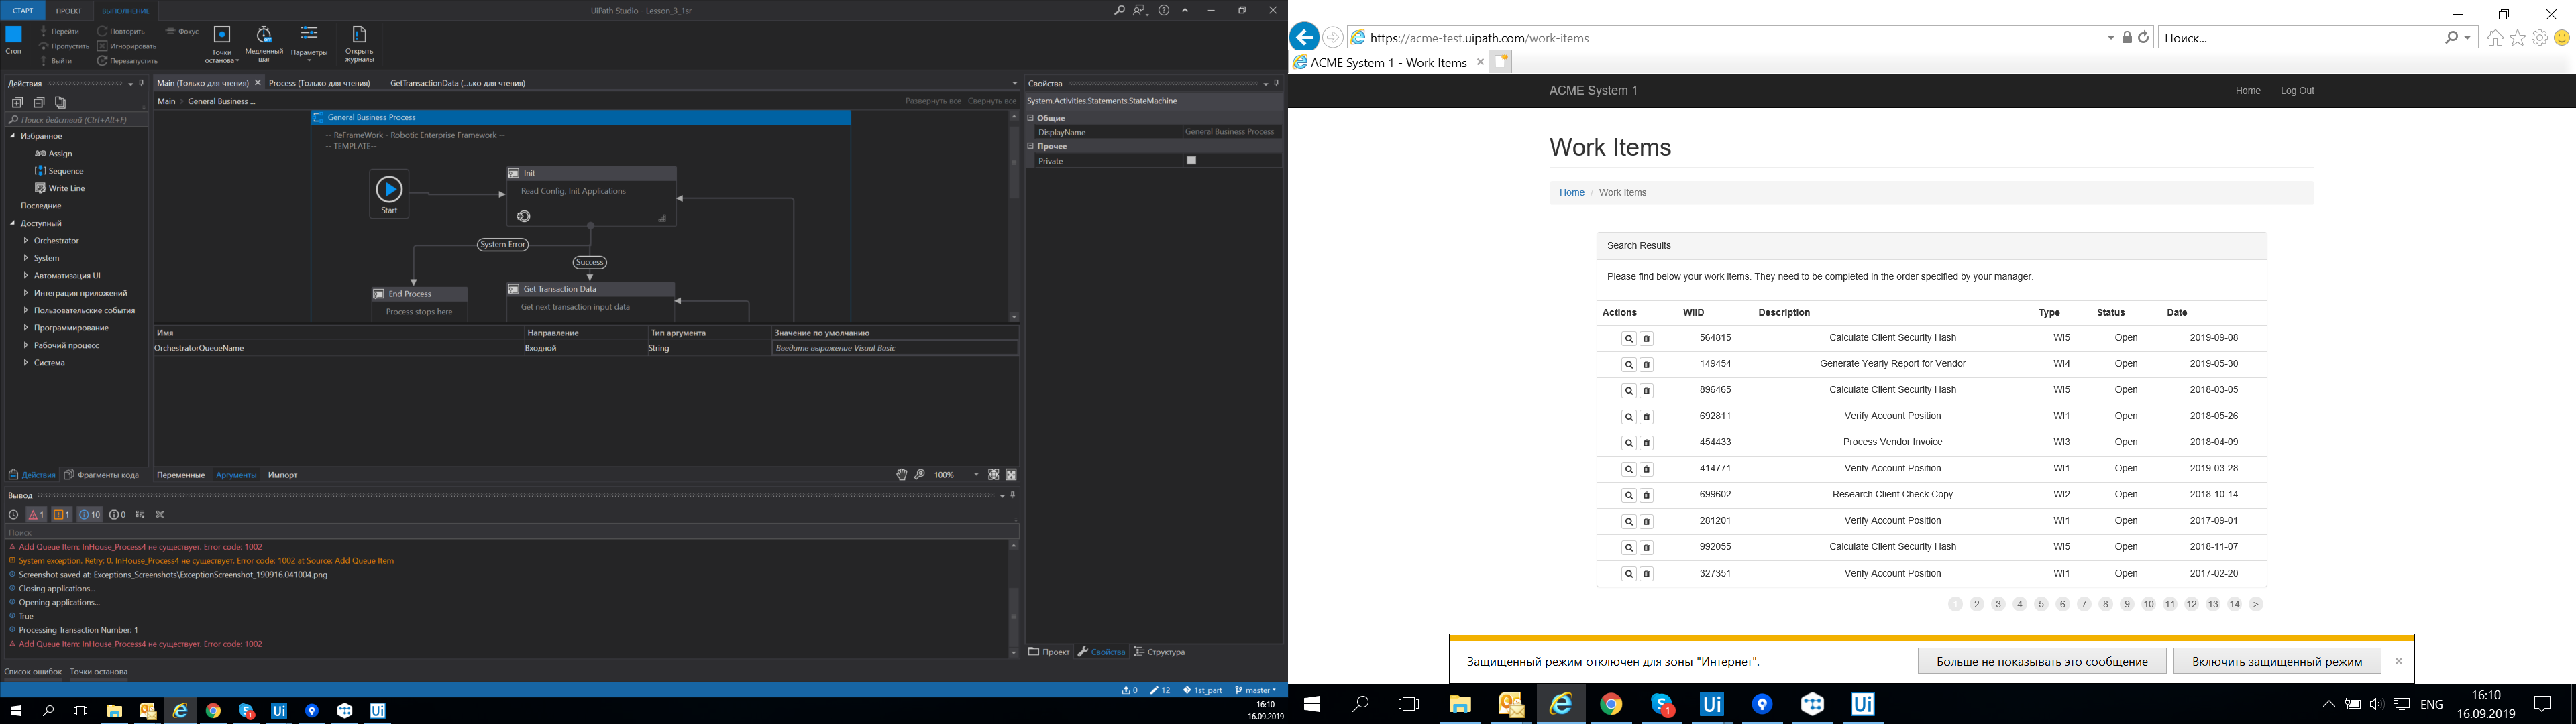 СТАРТ ПРОЕКТ ВЫПОЛНЕНИЕ UiPath Studio - Lesson_3_1sr
Стоп
Перейти
Пропустить
Выйти
Повторить
Игнорировать
Перезапустить
Фокус
Точки останова
Медленный шаг
Параметры
Открыть журналы
Действия
Поиск действий (Ctrl+Alt+F)
Избранное
Assign
Sequence
Write Line
Последние
Доступный
Orchestrator
System
Автоматизация UI
Интеграция приложений
Пользовательские события
Программирование
Рабочий процесс
Система
Действия Фрагменты кода
Main (Только для чтения) Process (Только для чтения) GetTransactionData (...ько для чтения)
Main General Business ... Развернуть все Свернуть все
General Business Process
-- ReFrameWork - Robotic Enterprise Framework --
-- TEMPLATE--
Start
Init
Read Config, Init Applications
System Error
Success
End Process
Process stops here
Get Transaction Data
Get next transaction input data
Имя Направление Тип аргумента Значение по умолчанию
OrchestratorQueueName Входной String Введите выражение Visual Basic
Переменные Аргументы Импорт 100%
Свойства
System.Activities.Statements.StateMachine
Общие
DisplayName General Business Process
Прочее
Private
Проект Свойства Структура
Вывод
1 1 10 0
Поиск
Add Queue Item: InHouse_Process4 не существует. Error code: 1002
System exception. Retry: 0. InHouse_Process4 не существует. Error code: 1002 at Source: Add Queue Item
Screenshot saved at: Exceptions_Screenshots\ExceptionScreenshot_190916.041004.png
Closing applications...
Opening applications...
True
Processing Transaction Number: 1
Add Queue Item: InHouse_Process4 не существует. Error code: 1002
Список ошибок Точки останова
0 12 1st_part master
16:10
16.09.2019
https://acme-test.uipath.com/work-items Поиск...
ACME System 1 - Work Items
ACME System 1 Home Log Out
Work Items
Home / Work Items
Search Results
Please find below your work items. They need to be completed in the order specified by your manager.
Actions WIID Description Type Status Date
564815 Calculate Client Security Hash WI5 Open 2019-09-08
149454 Generate Yearly Report for Vendor WI4 Open 2019-05-30
896465 Calculate Client Security Hash WI5 Open 2018-03-05
692811 Verify Account Position WI1 Open 2018-05-26
454433 Process Vendor Invoice WI3 Open 2018-04-09
414771 Verify Account Position WI1 Open 2019-03-28
699602 Research Client Check Copy WI2 Open 2018-10-14
281201 Verify Account Position WI1 Open 2017-09-01
992055 Calculate Client Security Hash WI5 Open 2018-11-07
327351 Verify Account Position WI1 Open 2017-02-20
1 2 3 4 5 6 7 8 9 10 11 12 13 14 >
Защищенный режим отключен для зоны "Интернет". Больше не показывать это сообщение Включить защищенный режим
ENG 16:10
16.09.2019